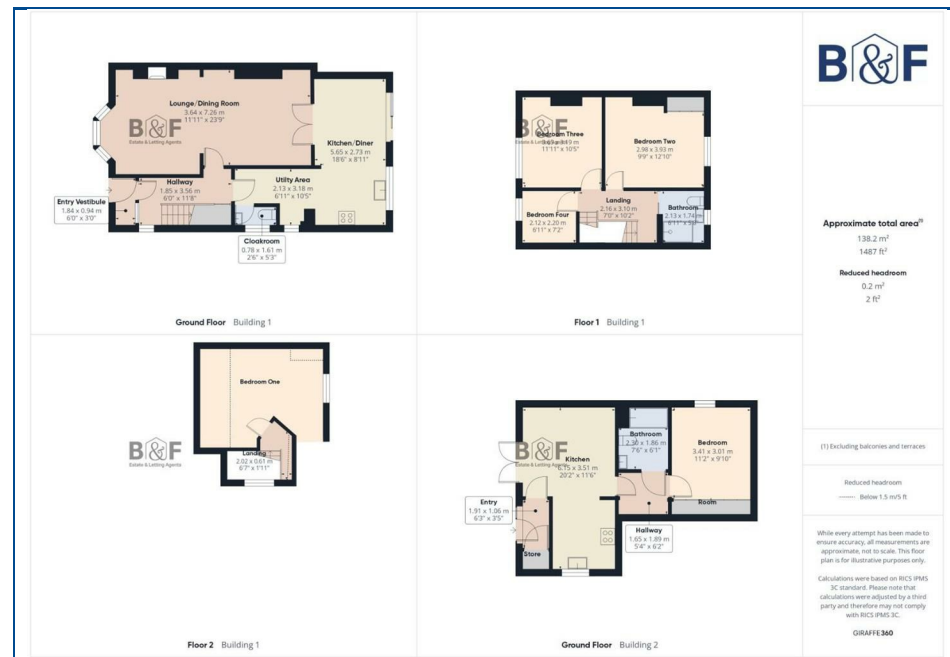 B&F
Estate & Letting Agents
Lounge/Dining Room
3.64 x 7.26 m
11'11" x 23'9"
Kitchen/Diner
5.65 x 2.73 m
18'6" x 8'11"
Utilty Area
2.13 x 3.18 m
6'11" x 10'5"
Hallway
1.85 x 3.56 m
6'0" x 11'8"
Entry Vestibule
1.84 x 0.94 m
6'0" x 3'0"
Cloakroom
0.78 x 1.61 m
2'6" x 5'3"
Ground Floor Building 1
B&F
Estate & Letting Agents
Bedroom Three
11'11" x 10'5"
Bedroom Two
2.98 x 3.93 m
9'9" x 12'10"
Landing
2.16 x 3.10 m
7'0" x 10'2"
Bathroom
2.13 x 1.74 m
Bedroom Four
2.12 x 2.20 m
6'11" x 7'2"
Floor 1 Building 1
Bedroom One
B&F
Estate & Letting Agents
Landing
2.02 x 0.61 m
6'7" x 1'11"
Floor 2 Building 1
B&F
Estate & Letting Agents
Kitchen
6.15 x 3.51 m
20'2" x 11'6"
Bathroom
2.30 x 1.86 m
7'6" x 6'1"
Bedroom
3.41 x 3.01 m
11'2" x 9'10"
Room
Entry
1.91 x 1.06 m
6'3" x 3'5"
Store
Hallway
1.65 x 1.89 m
5'4" x 6'2"
Ground Floor Building 2
B&F
Approximate total area(1)
138.2 m²
1487 ft²
Reduced headroom
0.2 m²
2 ft²
(1) Excluding balconies and terraces
Reduced headroom
Below 1.5 m/5 ft
While every attempt has been made to
ensure accuracy, all measurements are
approximate, not to scale. This floor
plan is for illustrative purposes only.
Calculations were based on RICS IPMS
3C standard. Please note that
calculations were adjusted by a third
party and therefore may not comply
with RICS IPMS 3C.
GIRAFFE360